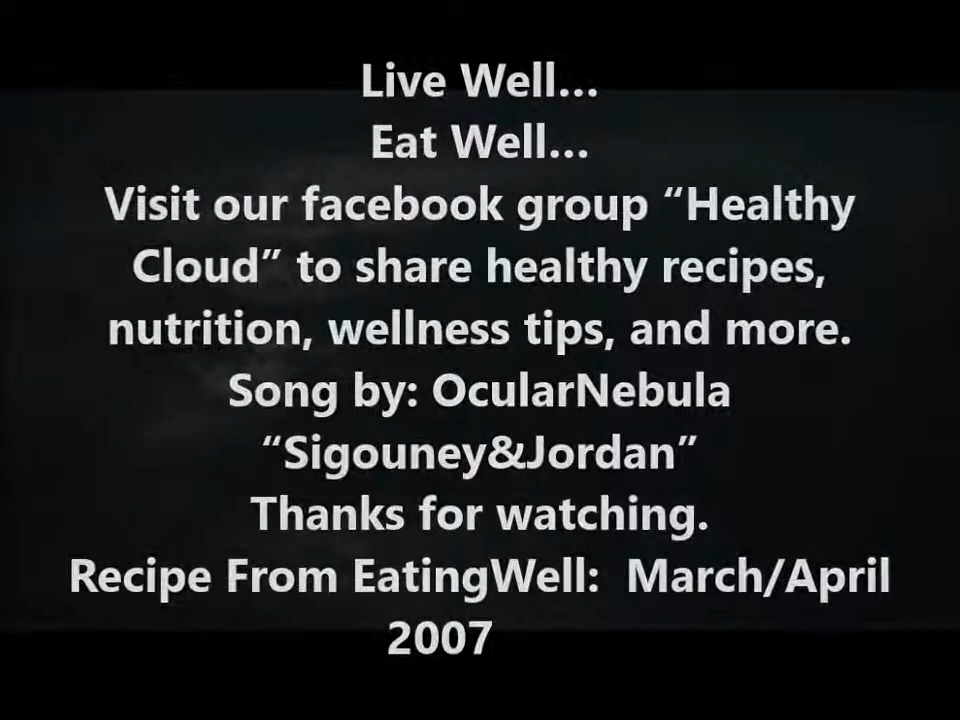 Live Well...
Eat Well...
Visit our facebook group “Healthy
Cloud” to share healthy recipes,
nutrition, wellness tips, and more.
Song by: OcularNebula
“Sigouney&Jordan”
Thanks for watching.
Recipe From EatingWell:  March/April
2007